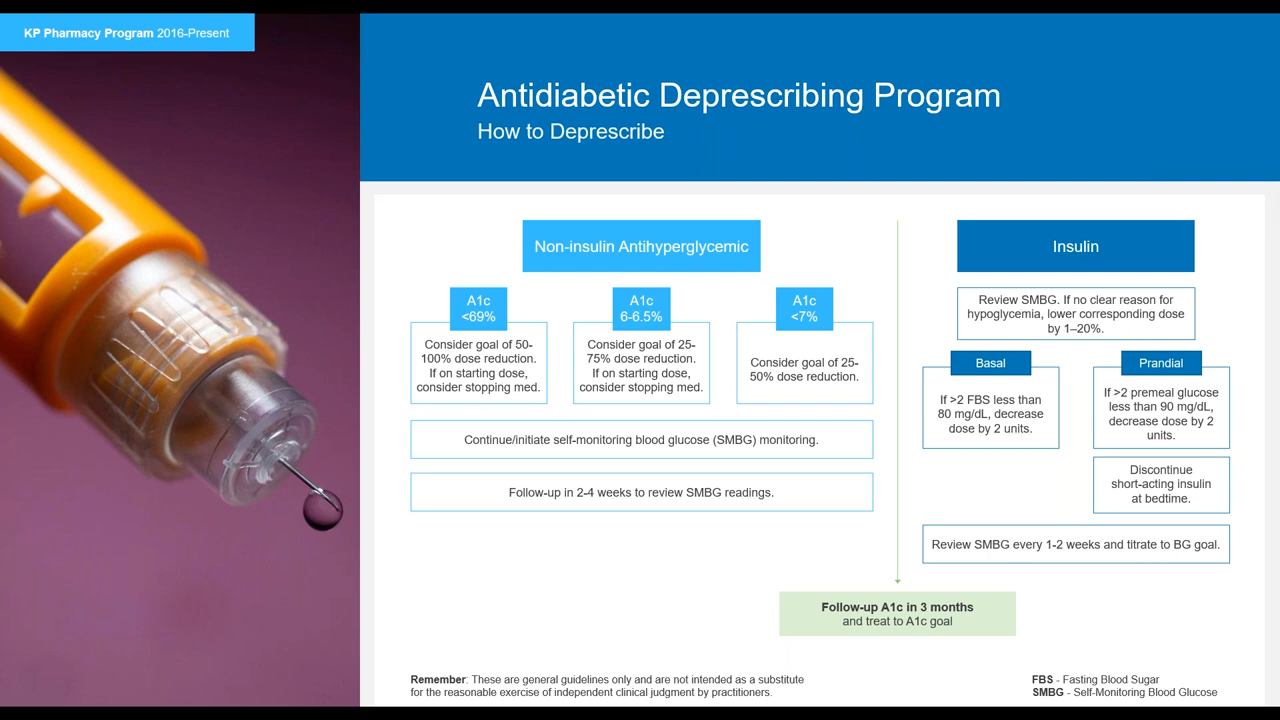 KP Pharmacy Program 2016-Present
Antidiabetic Deprescribing Program
How to Deprescribe
Non-insulin Antihyperglycemic
A1c
<69%
Consider goal of 50-
100% dose reduction.
If on starting dose,
consider stopping med.
A1c
6-6.5%
Consider goal of 25-
75% dose reduction.
If on starting dose,
consider stopping med.
A1c
<7%
Consider goal of 25-
50% dose reduction.
Continue/initiate self-monitoring blood glucose (SMBG) monitoring.
Follow-up in 2-4 weeks to review SMBG readings.
Insulin
Review SMBG. If no clear reason for
hypoglycemia, lower corresponding dose
by 1–20%.
Basal
If >2 FBS less than
80 mg/dL, decrease
dose by 2 units.
Prandial
If >2 premeal glucose
less than 90 mg/dL,
decrease dose by 2
units.
Discontinue
short-acting insulin
at bedtime.
Review SMBG every 1-2 weeks and titrate to BG goal.
Follow-up A1c in 3 months
and treat to A1c goal
Remember: These are general guidelines only and are not intended as a substitute
for the reasonable exercise of independent clinical judgment by practitioners.
FBS - Fasting Blood Sugar
SMBG - Self-Monitoring Blood Glucose